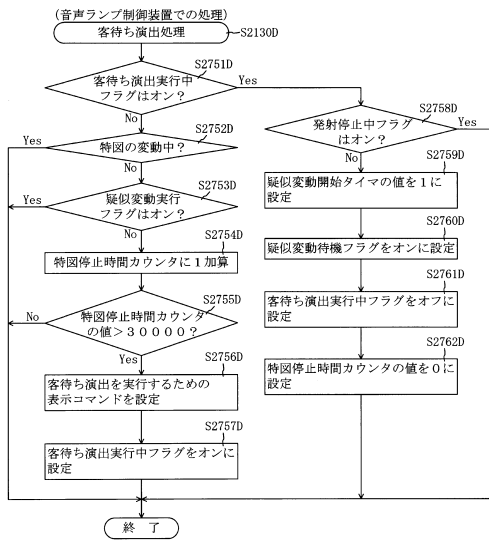 (音声ランプ制御装置での処理)
客待ち演出処理
S2130D
S2751D
客待ち演出実行中
フラグはオン？
Yes
No
S2752D
特図の変動中？
Yes
No
S2753D
疑似変動実行
フラグはオン？
Yes
No
S2754D
特図停止時間カウンタに１加算
S2755D
特図停止時間カウンタ
の値＞３００００？
No
Yes
S2756D
客待ち演出を実行するための
表示コマンドを設定
S2757D
客待ち演出実行中フラグをオンに
設定
S2758D
発射停止中フラグ
はオン？
Yes
No
S2759D
疑似変動開始タイマの値を１に
設定
S2760D
疑似変動待機フラグをオンに設定
S2761D
客待ち演出実行中フラグをオフに
設定
S2762D
特図停止時間カウンタの値を０に
設定
終 了